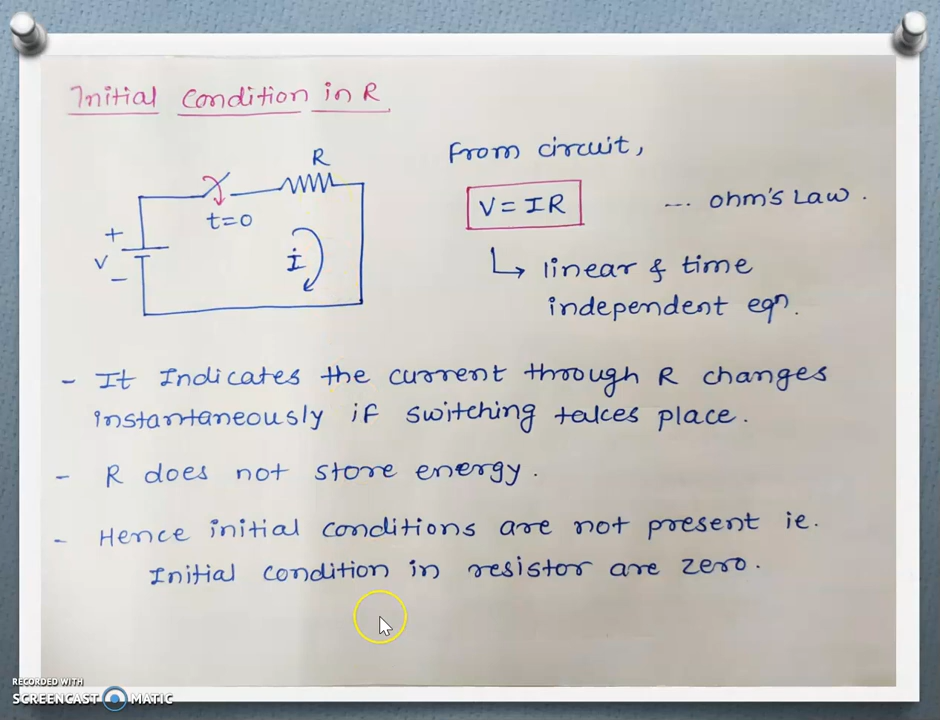 Initial Condition in R
R
From circuit,
t=0
V = IR
--- ohm's Law.
+
V
-
I
↳ linear & time
independent eqn.
- It Indicates the current through R changes
instantaneously if switching takes place.
- R does not store energy.
- Hence initial conditions are not present ie.
Initial condition in resistor are zero.
RECORDED WITH
SCREENCAST MATIC